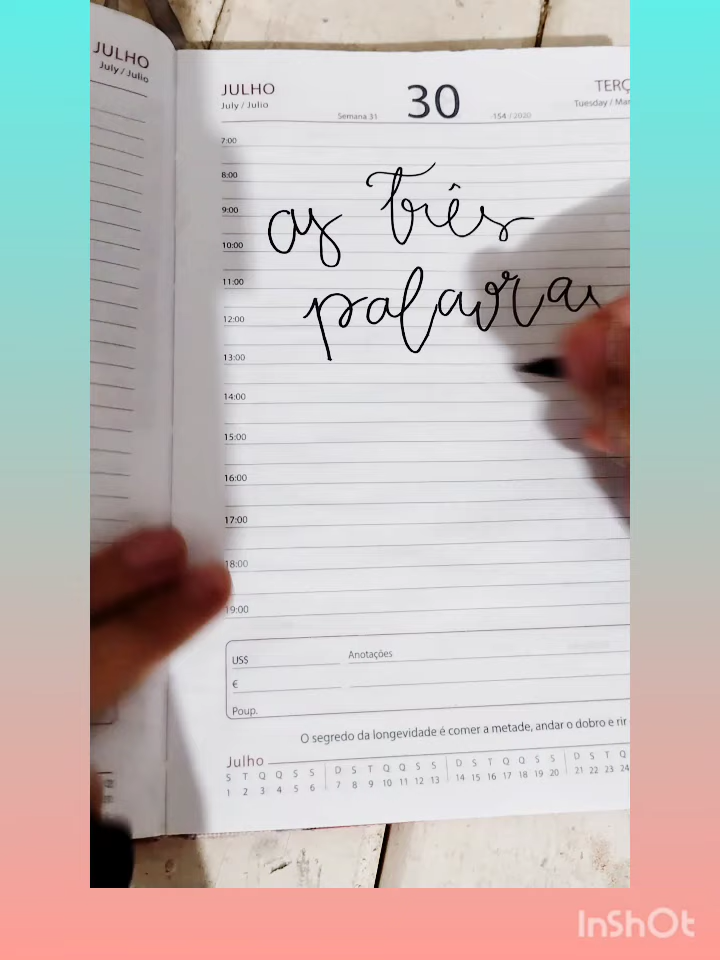 JULHO
July / Julio
JULHO
July / Julio
Semana 31
30
-154 / 2020
TERÇ
Tuesday / Mar
7:00
8:00
9:00
10:00
11:00
12:00
13:00
14:00
15:00
16:00
17:00
18:00
19:00
as três
palavras
US$
Anotações
€
Poup.
O segredo da longevidade é comer a metade, andar o dobro e rir
Julho
S T Q Q S S D S T Q Q S S D S T Q Q S S D S T Q
1 2 3 4 5 6 7 8 9 10 11 12 13 14 15 16 17 18 19 20 21 22 23 24
InShOt